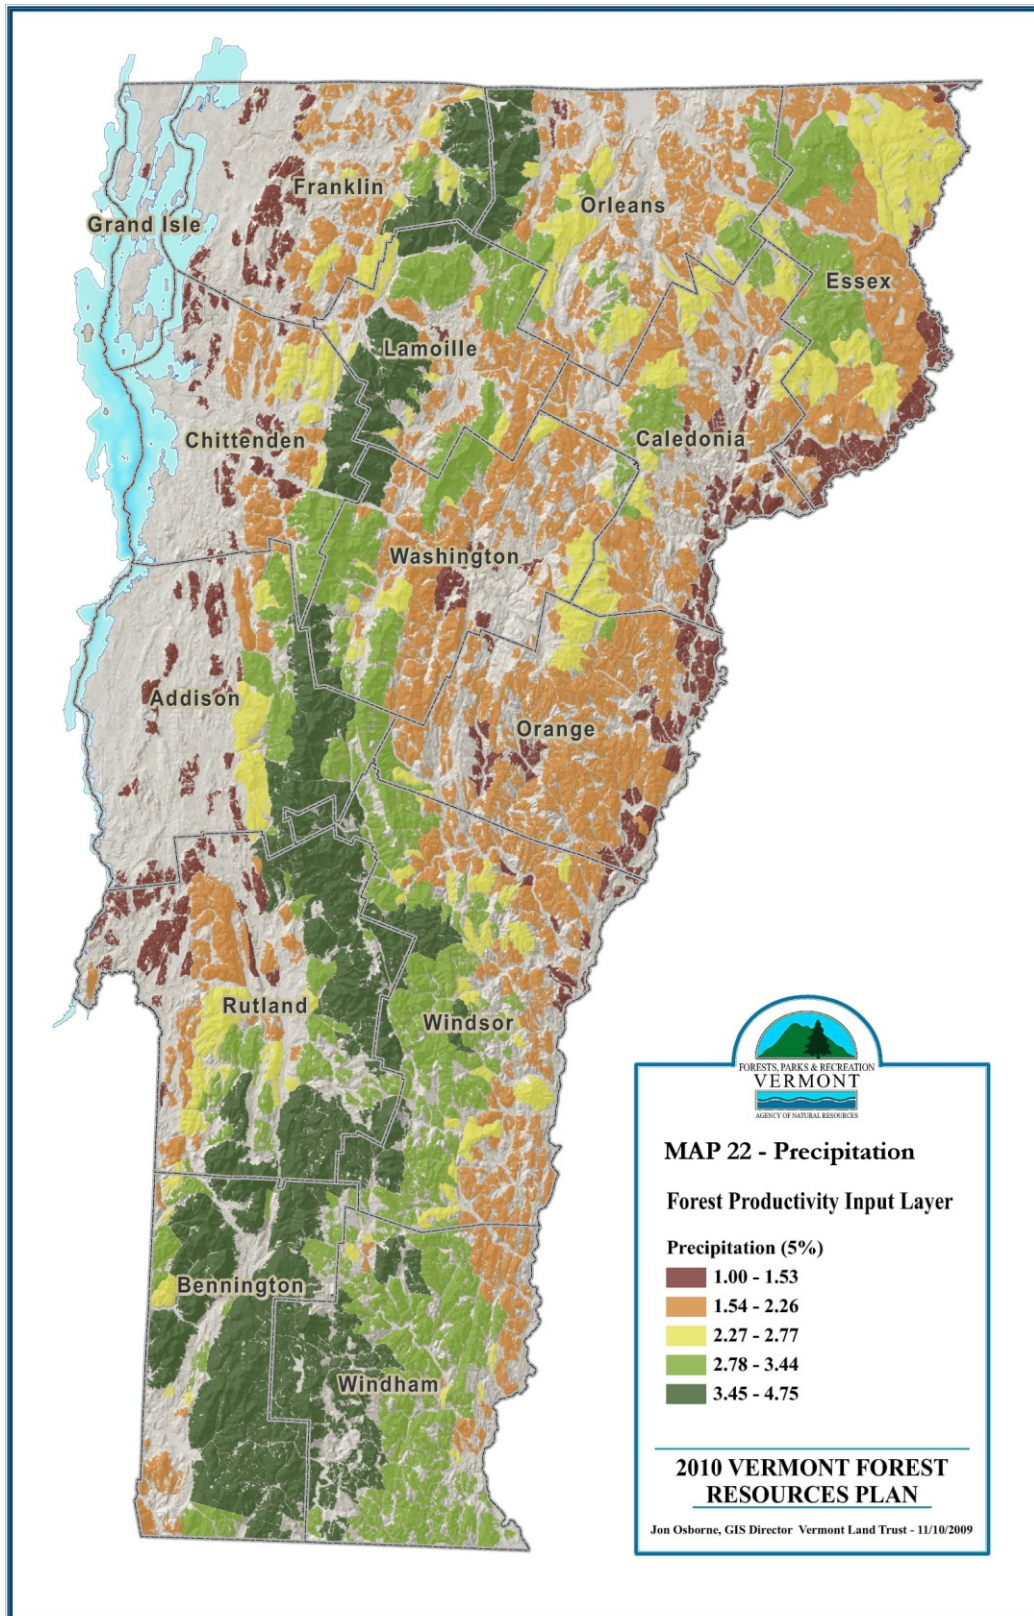 Franklin
Grand Isle
Orleans
Essex
Lamoille
Chittenden
Caledonia
Washington
Addison
Orange
Rutland
Windsor
Bennington
Windham
FORESTS, PARKS & RECREATION
VERMONT
AGENCY OF NATURAL RESOURCES
MAP 22 - Precipitation
Forest Productivity Input Layer
Precipitation (5%)
1.00 - 1.53
1.54 - 2.26
2.27 - 2.77
2.78 - 3.44
3.45 - 4.75
2010 VERMONT FOREST
RESOURCES PLAN
Jon Osborne, GIS Director Vermont Land Trust - 11/10/2009